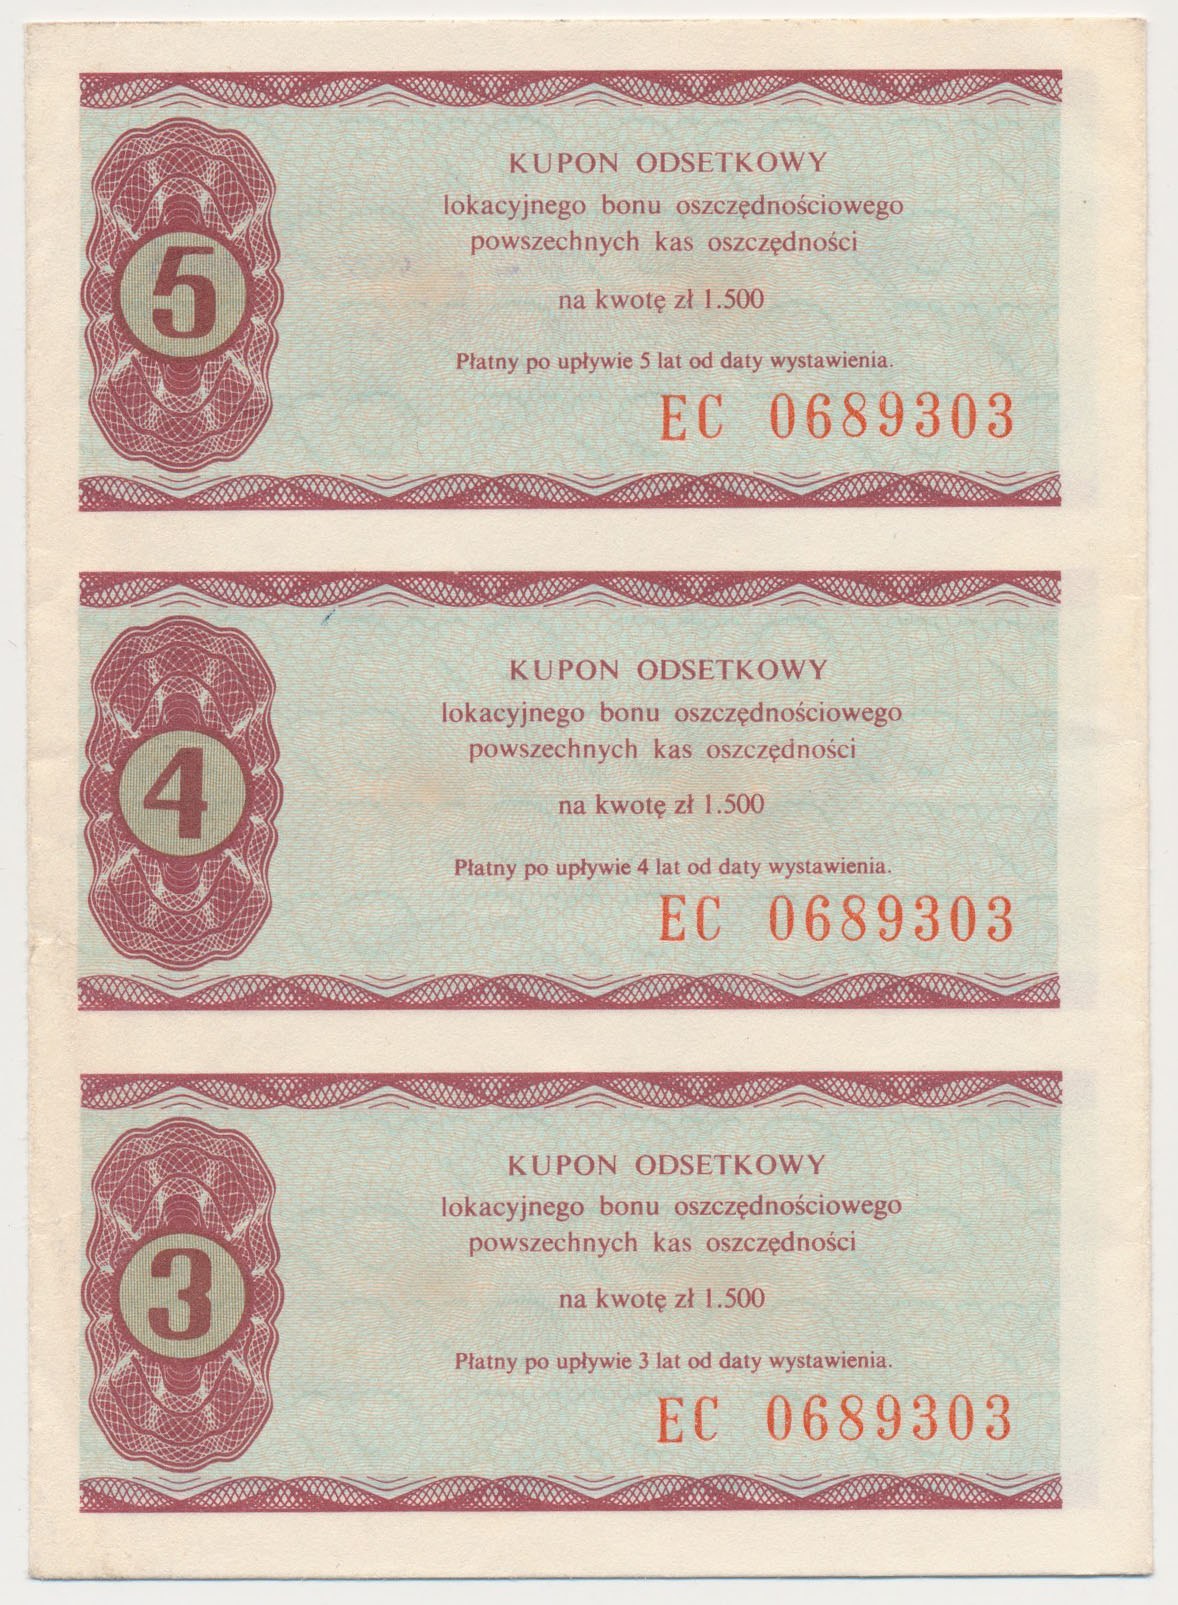 5
KUPON ODSETKOWY
lokacyjnego bonu oszczędnościowego
powszechnych kas oszczędności
na kwotę zł 1.500
Płatny po upływie 5 lat od daty wystawienia.
EC 0689303
4
KUPON ODSETKOWY
lokacyjnego bonu oszczędnościowego
powszechnych kas oszczędności
na kwotę zł 1.500
Płatny po upływie 4 lat od daty wystawienia.
EC 0689303
3
KUPON ODSETKOWY
lokacyjnego bonu oszczędnościowego
powszechnych kas oszczędności
na kwotę zł 1.500
Płatny po upływie 3 lat od daty wystawienia.
EC 0689303